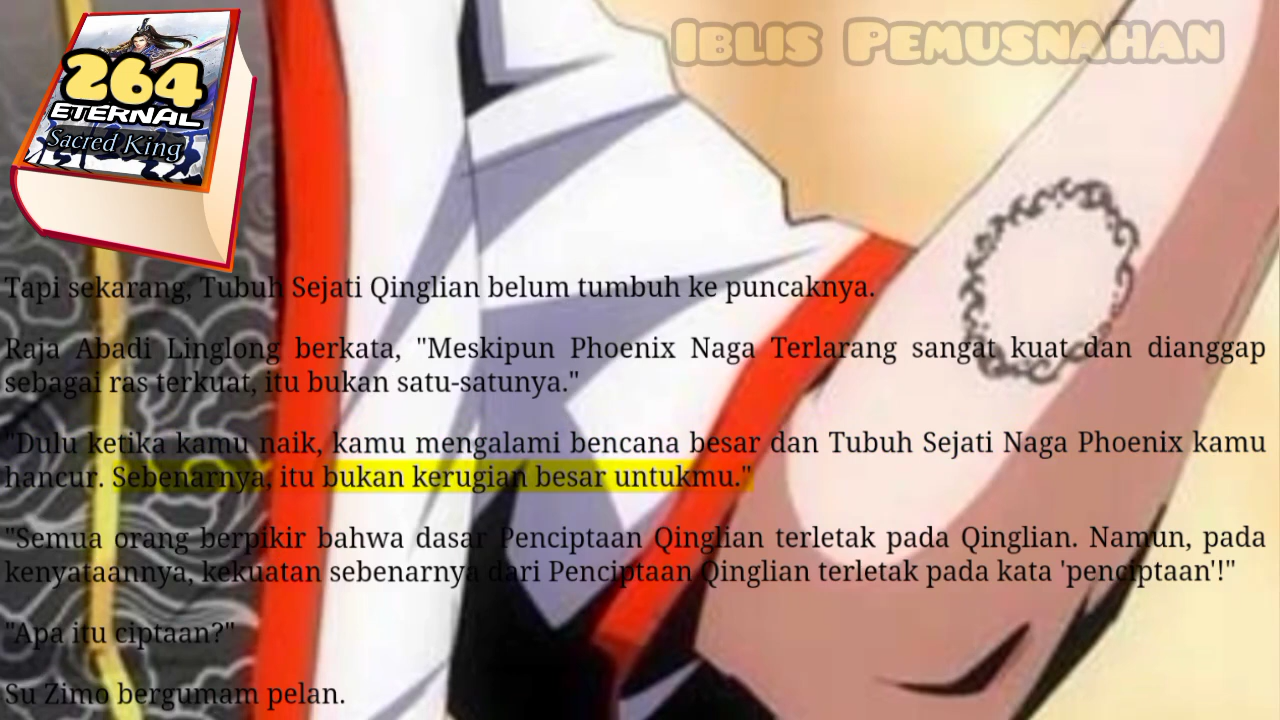 Iblis Pemusnahan
264
ETERNAL
Sacred King
Tapi sekarang, Tubuh Sejati Qinglian belum tumbuh ke puncaknya.
Raja Abadi Linglong berkata, "Meskipun Phoenix Naga Terlarang sangat kuat dan dianggap
sebagai ras terkuat, itu bukan satu-satunya."
"Dulu ketika kamu naik, kamu mengalami bencana besar dan Tubuh Sejati Naga Phoenix kamu
hancur. Sebenarnya, itu bukan kerugian besar untukmu."
"Semua orang berpikir bahwa dasar Penciptaan Qinglian terletak pada Qinglian. Namun, pada
kenyataannya, kekuatan sebenarnya dari Penciptaan Qinglian terletak pada kata 'penciptaan'!"
"Apa itu ciptaan?"
Su Zimo bergumam pelan.